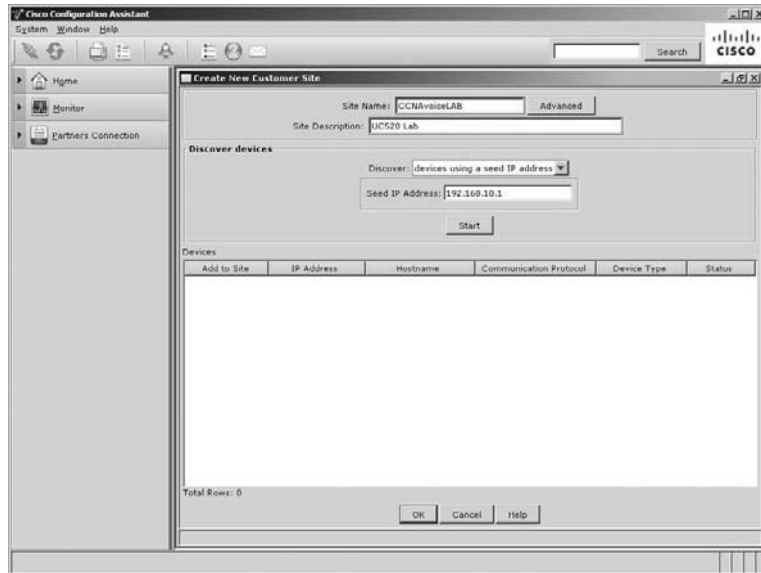 Cisco Configuration Assistant
System Window Help
Search
CISCO
Home
Monitor
Partners Connection
Create New Customer Site
Site Name: CCNAvoiceLAB Advanced
Site Description: UC520 Lab
Discover devices
Discover: devices using a seed IP address
Seed IP Address: 192.168.10.1
Start
Devices
Add to Site IP Address Hostname Communication Protocol Device Type Status
Total Rows: 0
OK Cancel Help